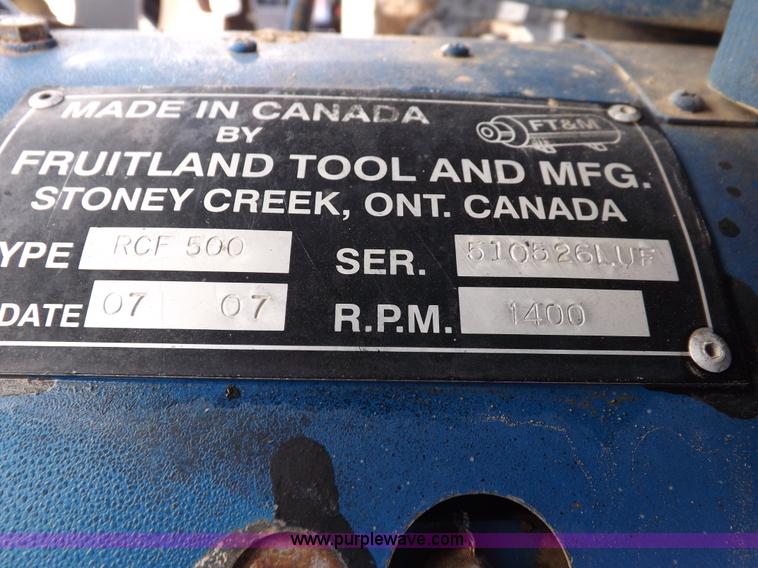 MADE IN CANADA
BY
FT&M
FRUITLAND TOOL AND MFG.
STONEY CREEK, ONT. CANADA
TYPE RCF 500 SER. 510526LUF
DATE 07 07 R.P.M. 1400
www.purplewave.com